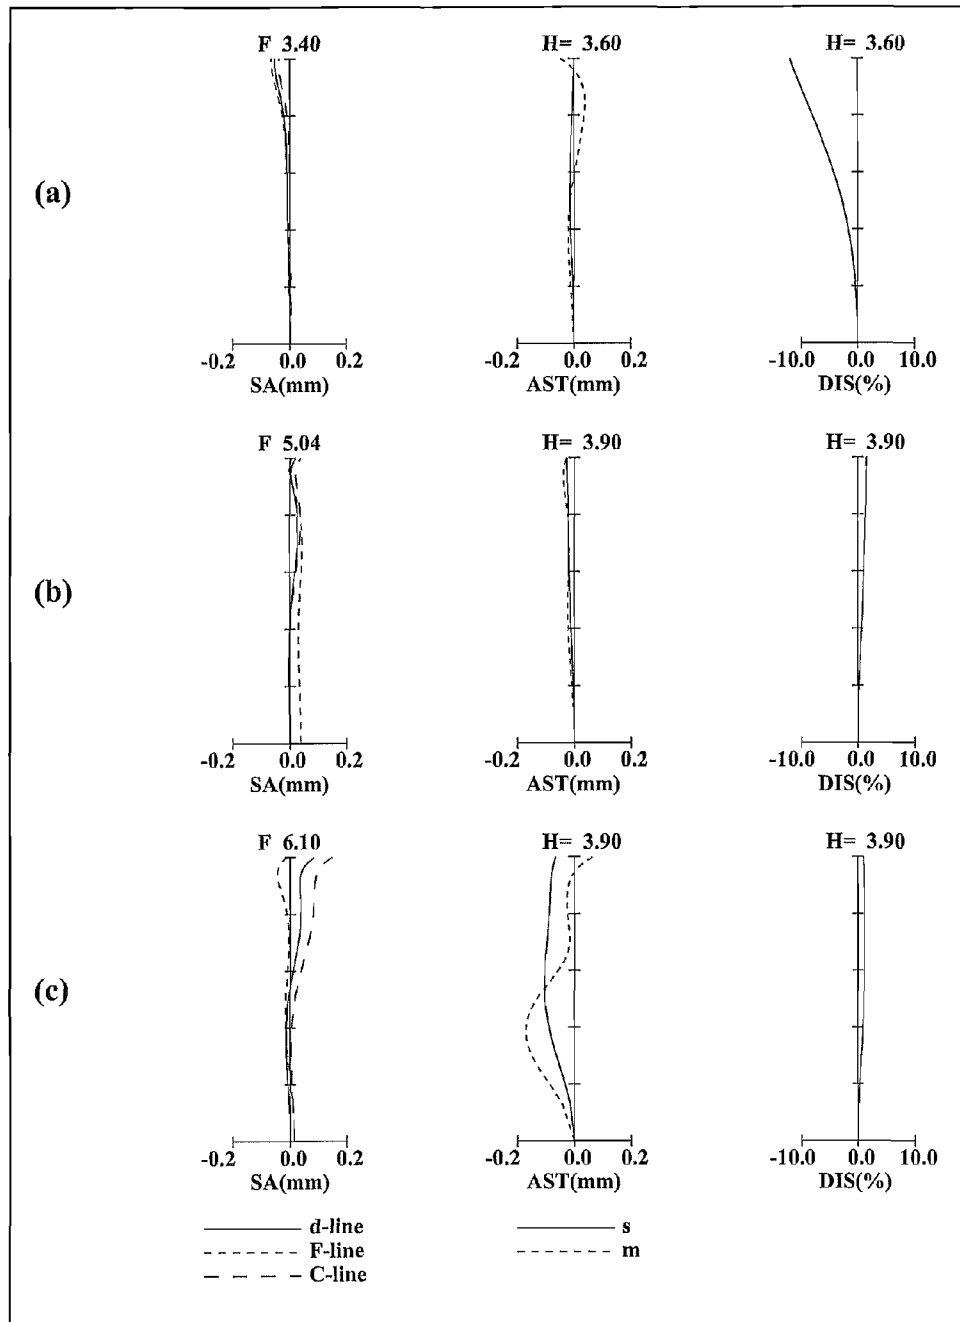 F 3.40 H= 3.60 H= 3.60
(a)
-0.2 0.0 0.2 -0.2 0.0 0.2 -10.0 0.0 10.0
SA(mm) AST(mm) DIS(%)
F 5.04 H= 3.90 H= 3.90
(b)
-0.2 0.0 0.2 -0.2 0.0 0.2 -10.0 0.0 10.0
SA(mm) AST(mm) DIS(%)
F 6.10 H= 3.90 H= 3.90
(c)
-0.2 0.0 0.2 -0.2 0.0 0.2 -10.0 0.0 10.0
SA(mm) AST(mm) DIS(%)
d-line s
F-line m
C-line